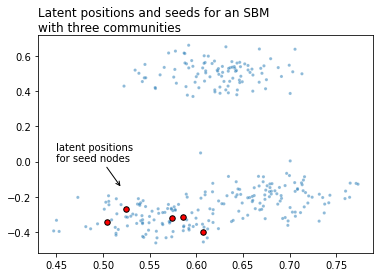 Latent positions and seeds for an SBM
with three communities
0.6
0.4
0.2
latent positions
for seed nodes
0.0
−0.2
−0.4
0.45 0.50 0.55 0.60 0.65 0.70 0.75